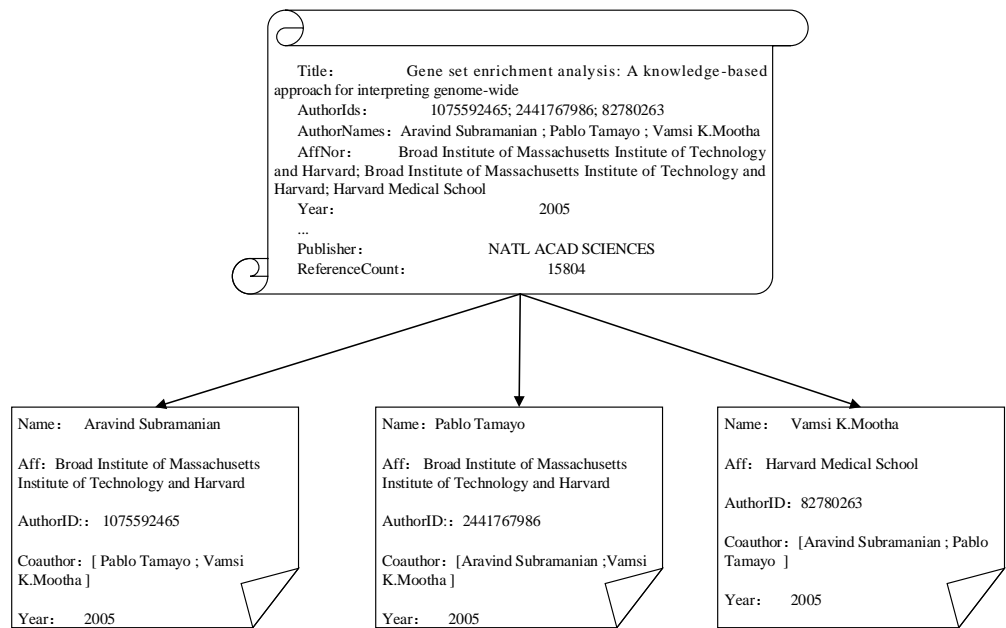 Title： Gene set enrichment analysis: A knowledge-based
approach for interpreting genome-wide
AuthorIds： 1075592465; 2441767986; 82780263
AuthorNames：Aravind Subramanian ; Pablo Tamayo ; Vamsi K.Mootha
AffNor： Broad Institute of Massachusetts Institute of Technology
and Harvard; Broad Institute of Massachusetts Institute of Technology and
Harvard; Harvard Medical School
Year： 2005
...
Publisher： NATL ACAD SCIENCES
ReferenceCount： 15804
Name： Aravind Subramanian
Aff：Broad Institute of Massachusetts
Institute of Technology and Harvard
AuthorID:：1075592465
Coauthor：[ Pablo Tamayo ; Vamsi
K.Mootha ]
Year： 2005
Name：Pablo Tamayo
Aff： Broad Institute of Massachusetts
Institute of Technology and Harvard
AuthorID:：2441767986
Coauthor：[Aravind Subramanian ;Vamsi
K.Mootha ]
Year： 2005
Name： Vamsi K.Mootha
Aff： Harvard Medical School
AuthorID：82780263
Coauthor：[Aravind Subramanian ; Pablo
Tamayo ]
Year： 2005